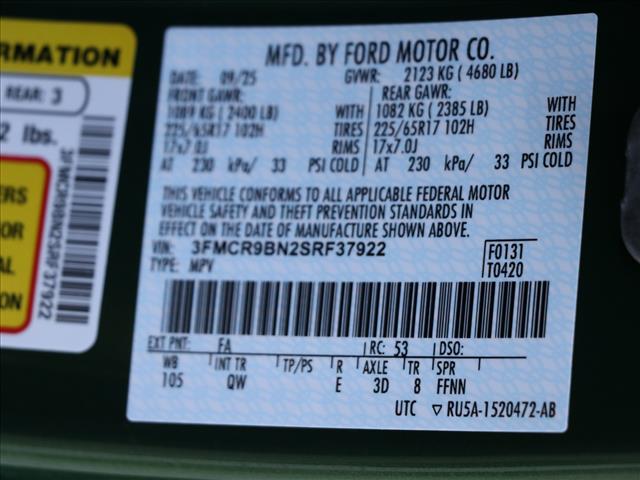 ORMATION
REAR: 3
lbs.
ERS
AL
ION
3FMCR9BN2SRF37922
MFD. BY FORD MOTOR CO.
DATE: 09/25 GVWR: 2123 KG ( 4680 LB)
FRONT GAWR: REAR GAWR:
1089 KG ( 2400 LB) WITH 1082 KG ( 2385 LB) WITH
225/65R17 102H TIRES 225/65R17 102H TIRES
17x7.0J RIMS 17x7.0J RIMS
AT 230 kPa/ 33 PSI COLD AT 230 kPa/ 33 PSI COLD
THIS VEHICLE CONFORMS TO ALL APPLICABLE FEDERAL MOTOR
VEHICLE SAFETY AND THEFT PREVENTION STANDARDS IN
EFFECT ON THE DATE OF MANUFACTURE SHOWN ABOVE.
VIN: 3FMCR9BN2SRF37922 F0131
TYPE: MPV T0420
EXT PNT: FA RC: 53 DSO:
WB INT TR TP/PS R AXLE TR SPR
105 QW E 3D 8 FFNN
UTC ▽RU5A-1520472-AB